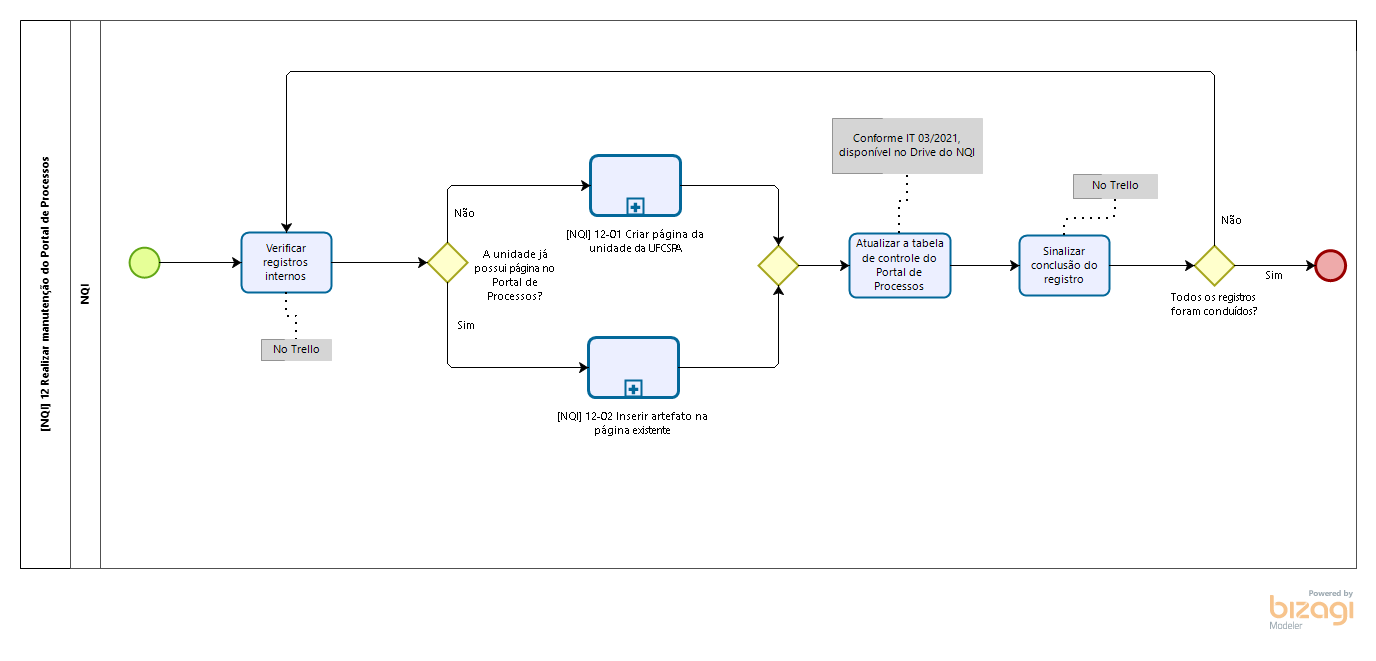 [NQI] 12 Realizar manutenção do Portal de Processos
NQI
Verificar
registros
internos
No Trello
Não
A unidade já
possui página no
Portal de
Processos?
Sim
[NQI] 12-01 Criar página da
unidade da UFCSPA
[NQI] 12-02 Inserir artefato na
página existente
Conforme IT 03/2021,
disponível no Drive do NQI
Atualizar a tabela
de controle do
Portal de
Processos
No Trello
Sinalizar
conclusão do
registro
Não
Sim
Todos os registros
foram concluídos?
Powered by
bizagi
Modeler